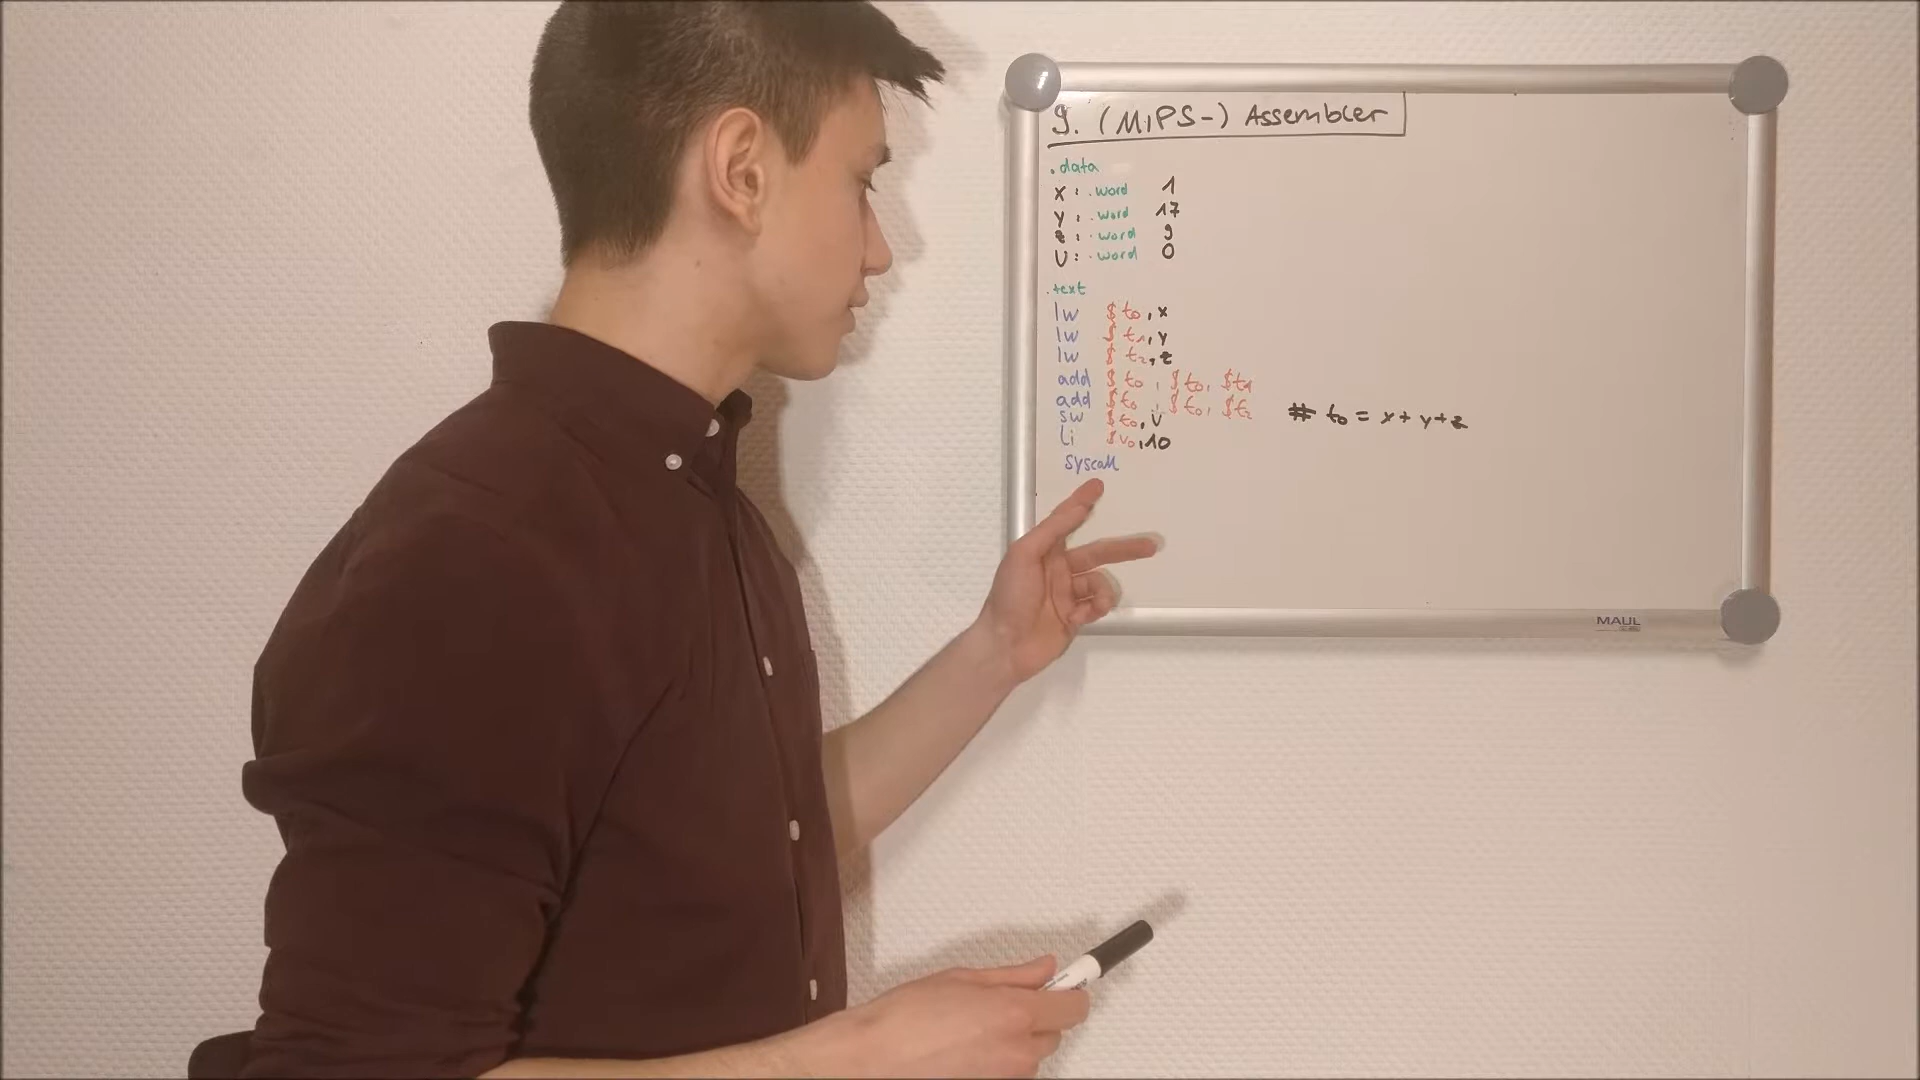 9. (MiPS-) Assembler
.data
x: .word 1
y: .word 17
z: .word 9
U: .word 0
.text
lw $t0, x
lw $t1, y
lw $t2, z
add $t0, $t0, $t1
add $t0, $t0, $t2 # t0 = x+y+z
sw $t0, U
li $v0, 10
syscall
MAUL